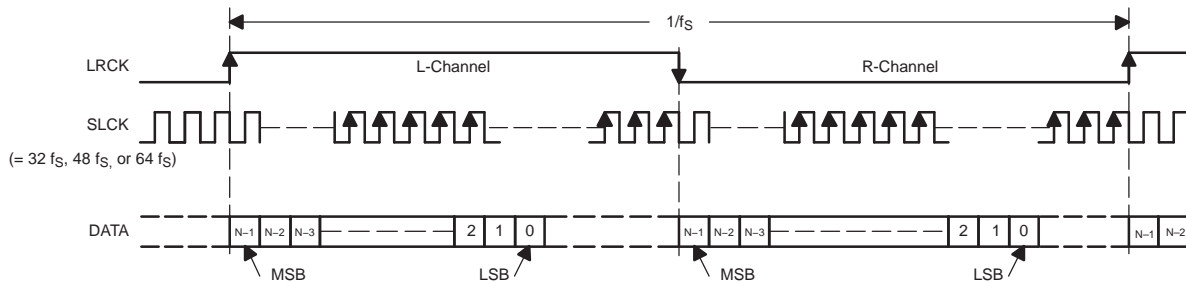 1/fS
LRCK
L-Channel
R-Channel
SLCK
(= 32 fS, 48 fS, or 64 fS)
DATA
N–1 N–2 N–3 2 1 0 N–1 N–2 N–3 2 1 0 N–1 N–2
MSB LSB MSB LSB